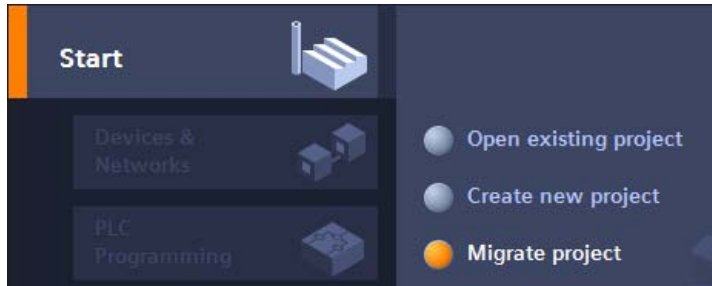 Start
Devices &
Networks
PLC
Programming
Open existing project
Create new project
Migrate project